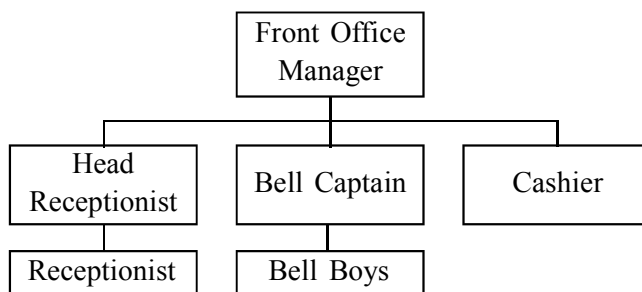 Front Office
Manager
Head
Receptionist
Bell Captain
Cashier
Receptionist
Bell Boys